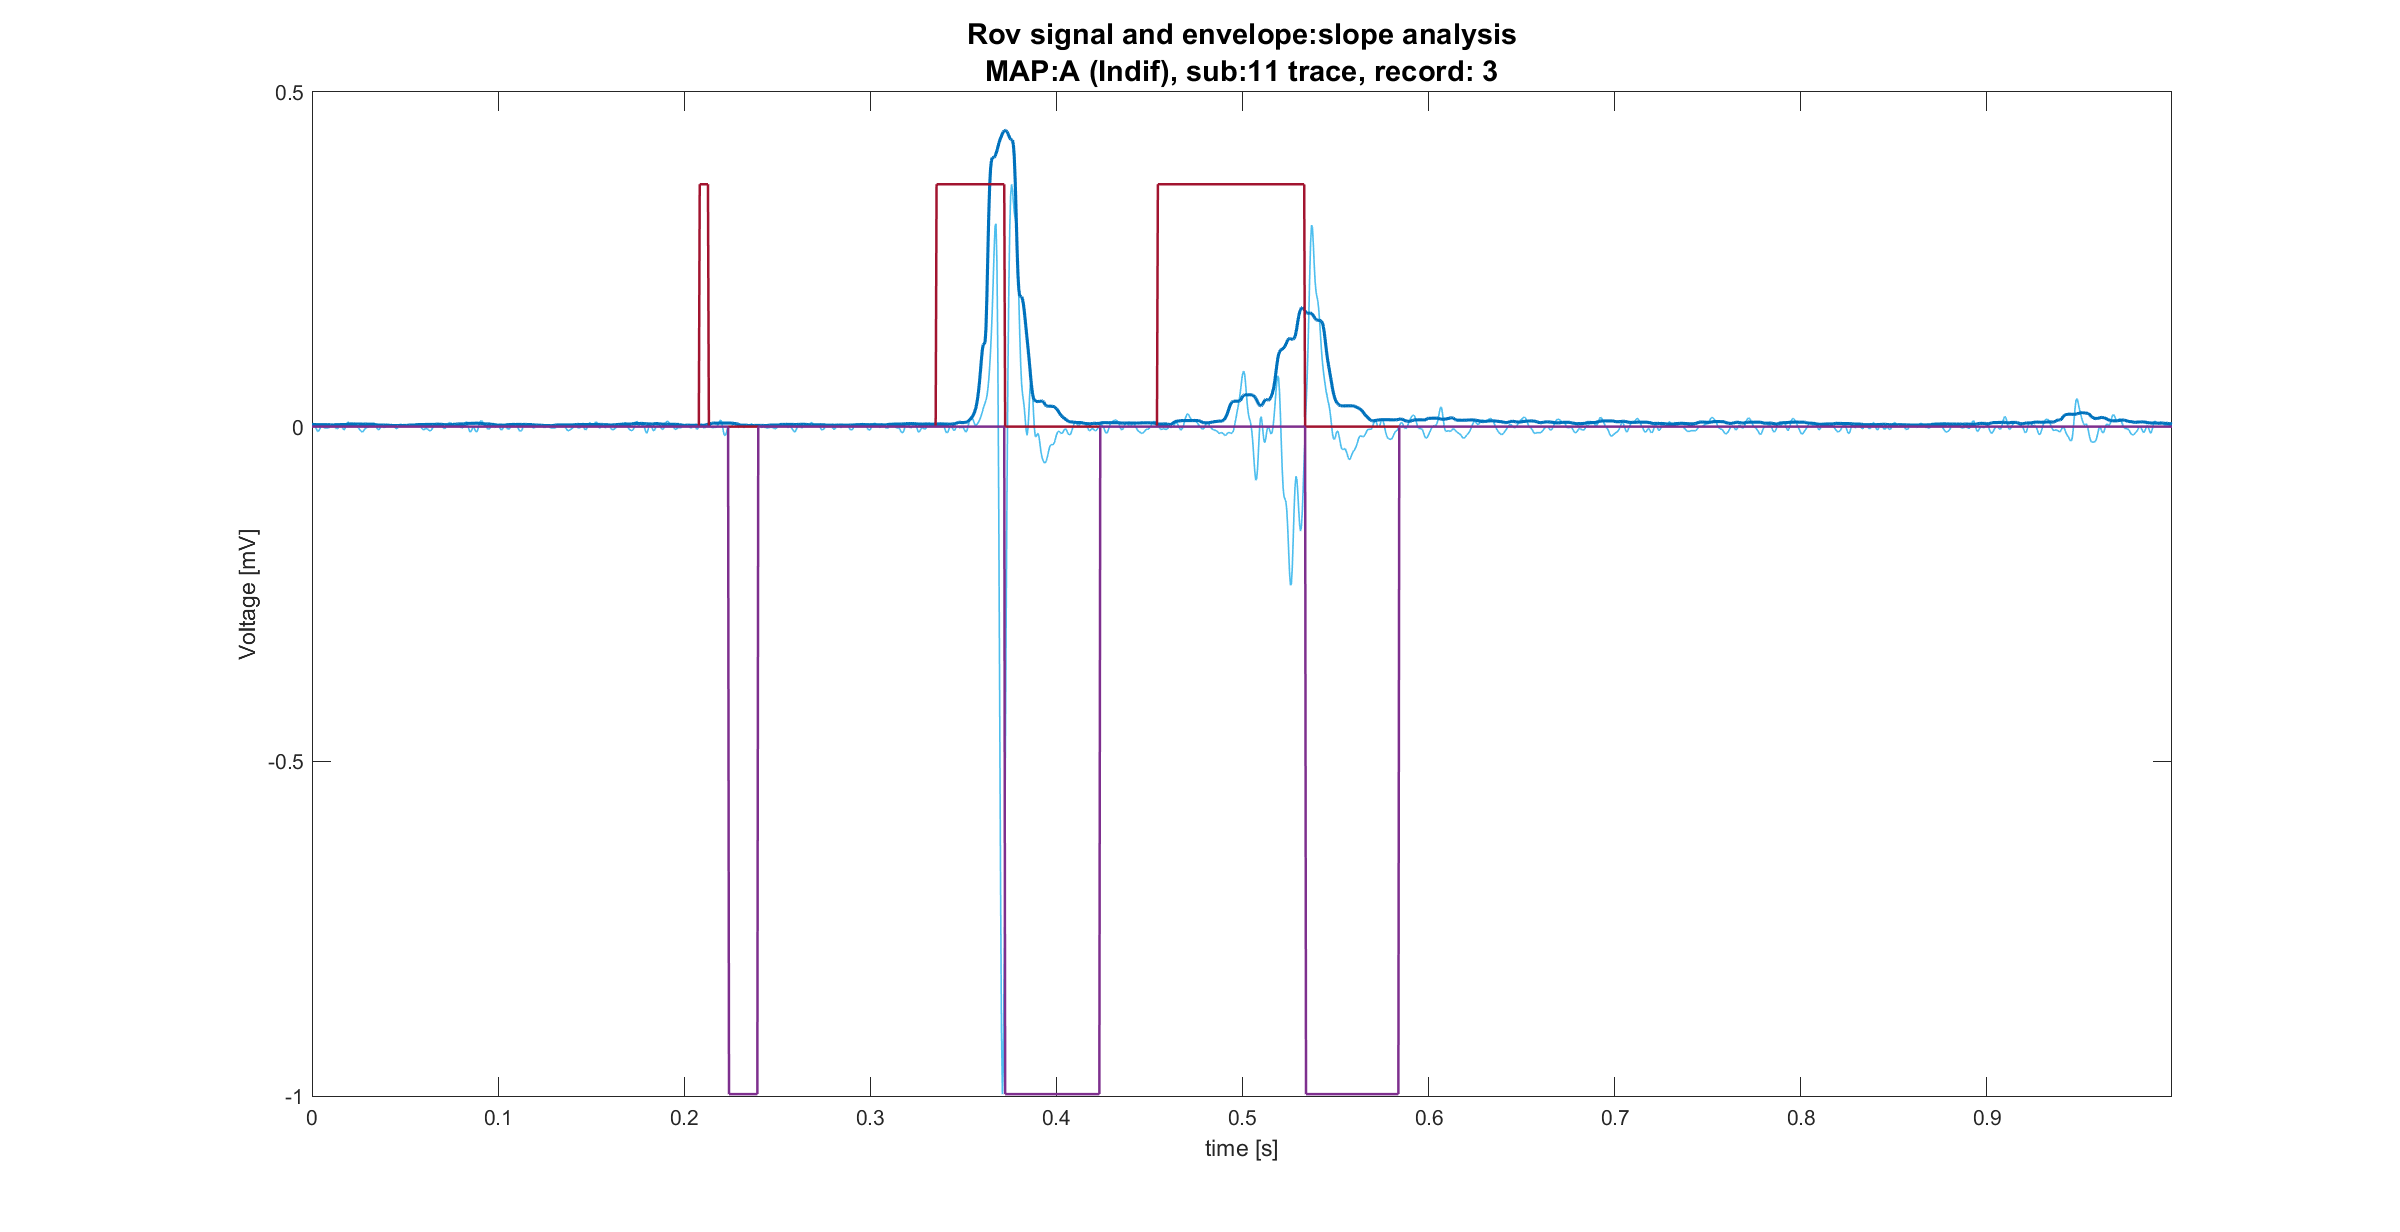 Rov signal and envelope:slope analysis
MAP:A (Indif), sub:11 trace, record: 3
0.5
0
-0.5
-1
Voltage [mV]
0 0.1 0.2 0.3 0.4 0.5 0.6 0.7 0.8 0.9
time [s]